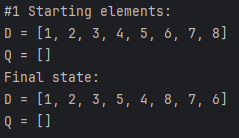 #1 Starting elements:
D = [1, 2, 3, 4, 5, 6, 7, 8]
Q = []
Final state:
D = [1, 2, 3, 5, 4, 8, 7, 6]
Q = []